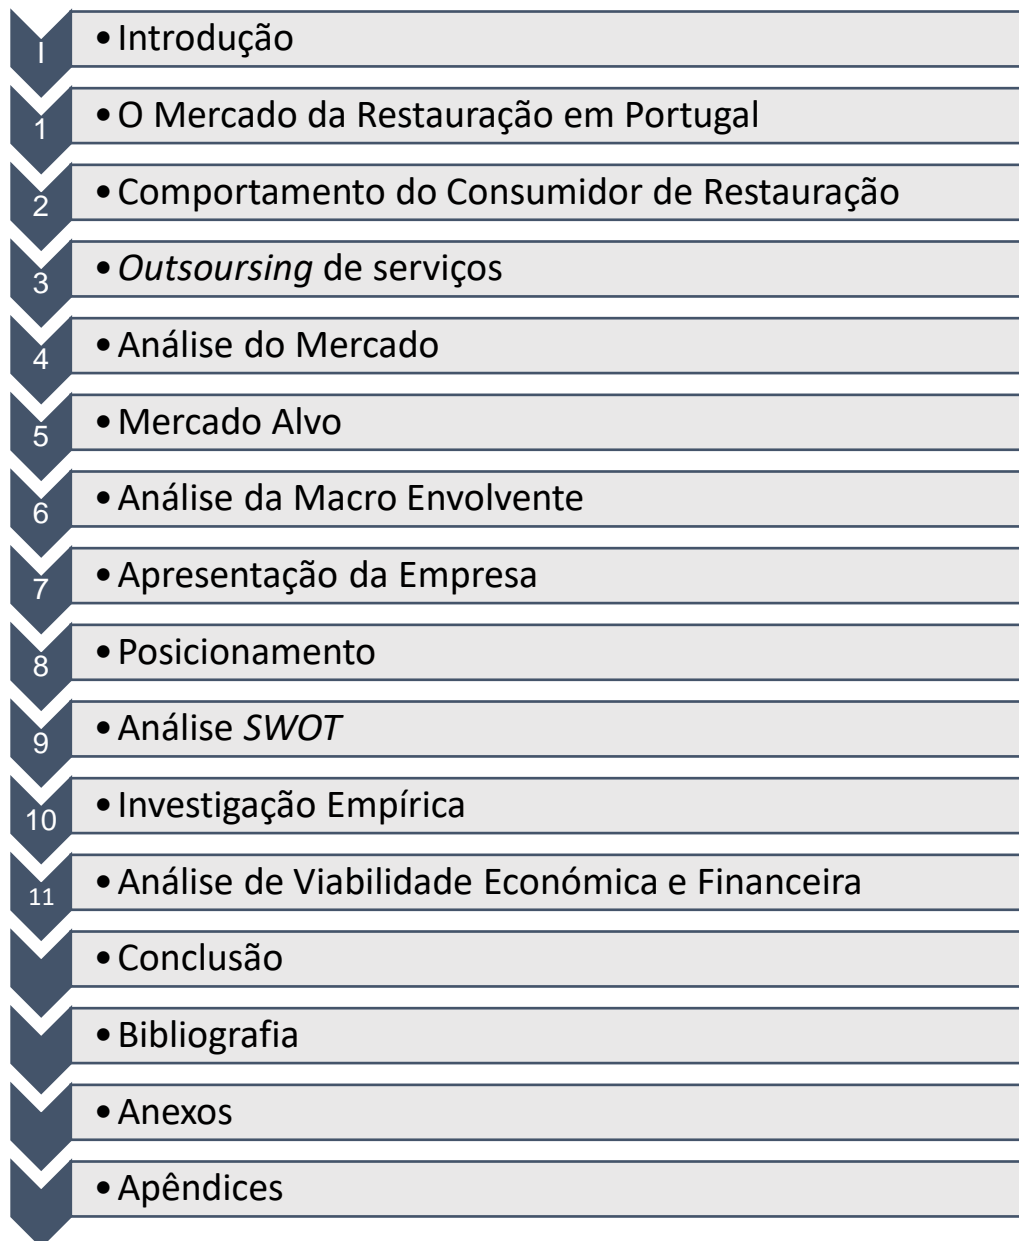 I
• Introdução
1
• O Mercado da Restauração em Portugal
2
• Comportamento do Consumidor de Restauração
3
• Outsoursing de serviços
4
• Análise do Mercado
5
• Mercado Alvo
6
• Análise da Macro Envolvente
7
• Apresentação da Empresa
8
• Posicionamento
9
• Análise SWOT
10
• Investigação Empírica
11
• Análise de Viabilidade Económica e Financeira
• Conclusão
• Bibliografia
• Anexos
• Apêndices